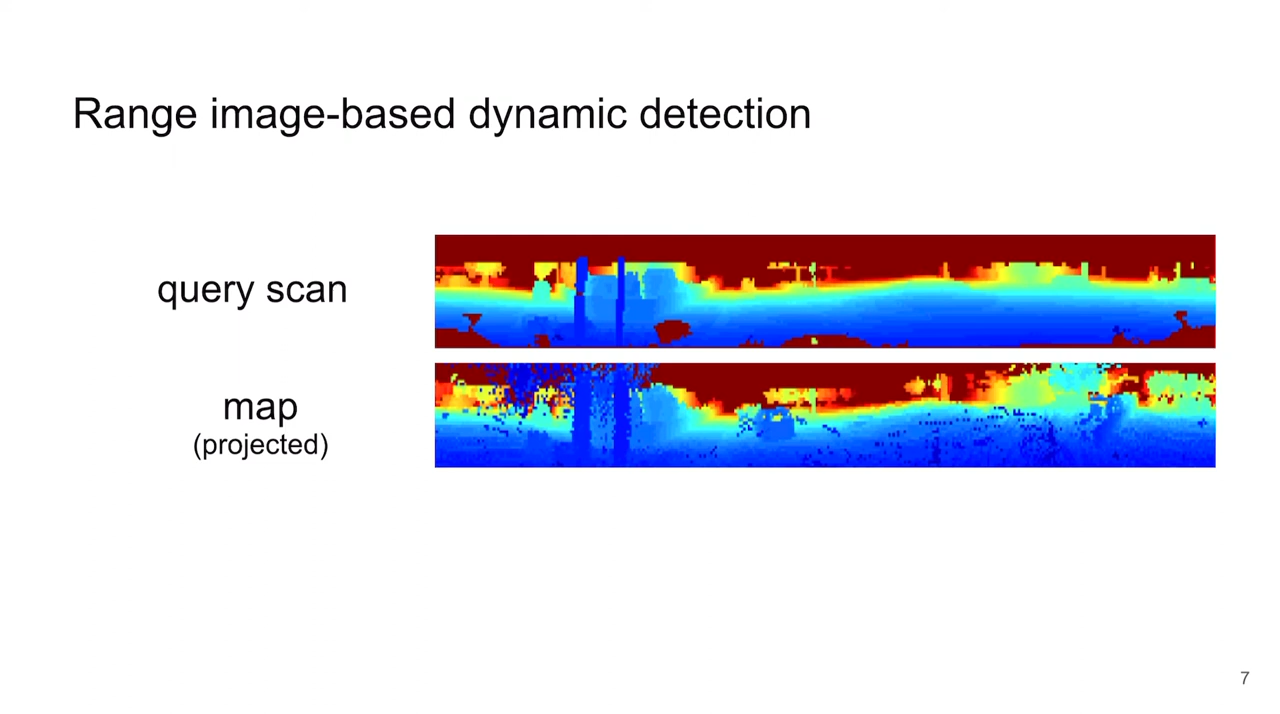 Range image-based dynamic detection
query scan
map
(projected)
7